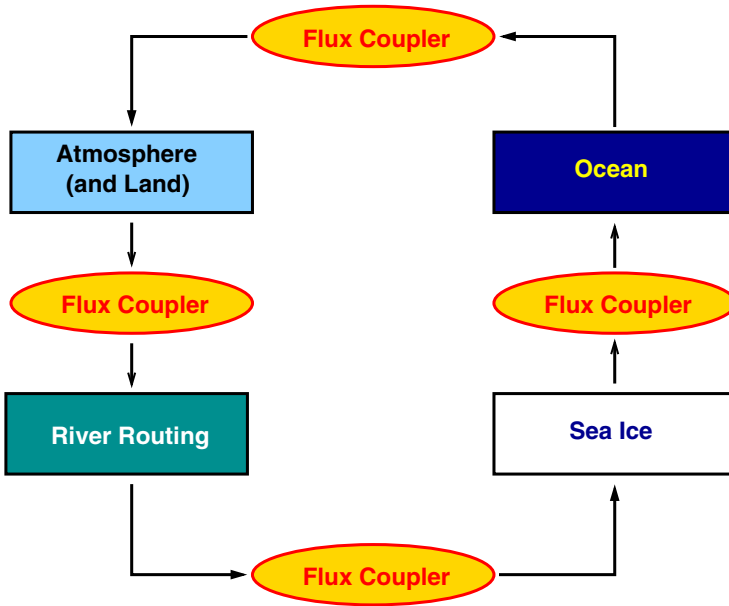 Flux Coupler
Atmosphere
(and Land)
Ocean
Flux Coupler
Flux Coupler
River Routing
Sea Ice
Flux Coupler